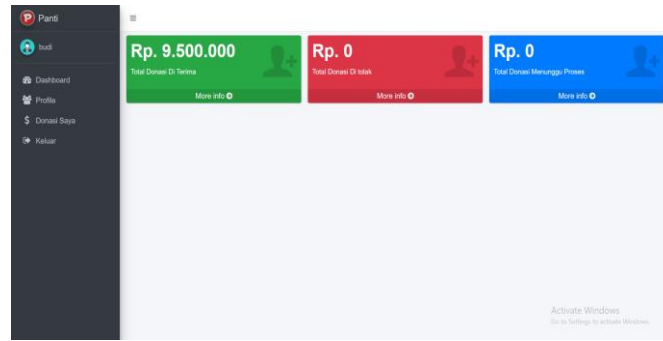 Panti
budi
Dashboard
Profile
$ Donasi Saya
Keluar
Rp. 9.500.000
Total Donasi Di Terima
More info
Rp. 0
Total Donasi Di tolak
More info
Rp. 0
Total Donasi Menunggu Proses
More info
Activate Windows
Go to Settings to activate Windows.